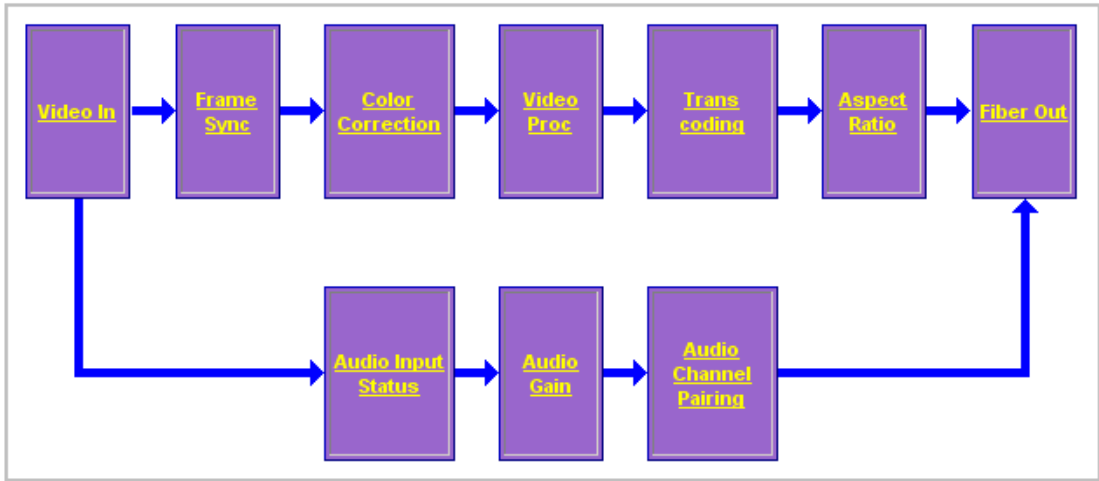 Video In
Frame
Sync
Color
Correction
Video
Proc
Trans
coding
Aspect
Ratio
Fiber Out
Audio Input
Status
Audio
Gain
Audio
Channel
Pairing